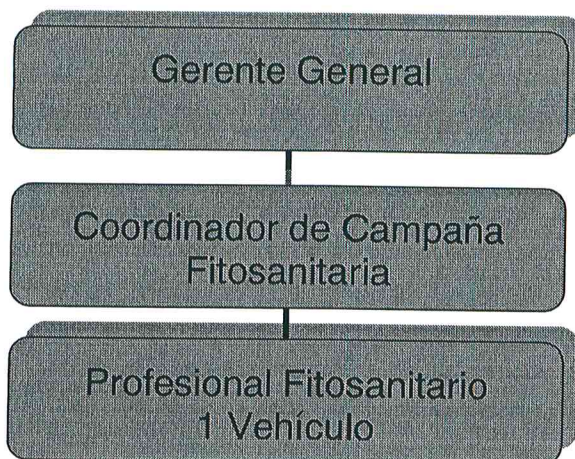 Gerente General
Coordinador de Campaña
Fitosanitaria
Profesional Fitosanitario
1 Vehículo